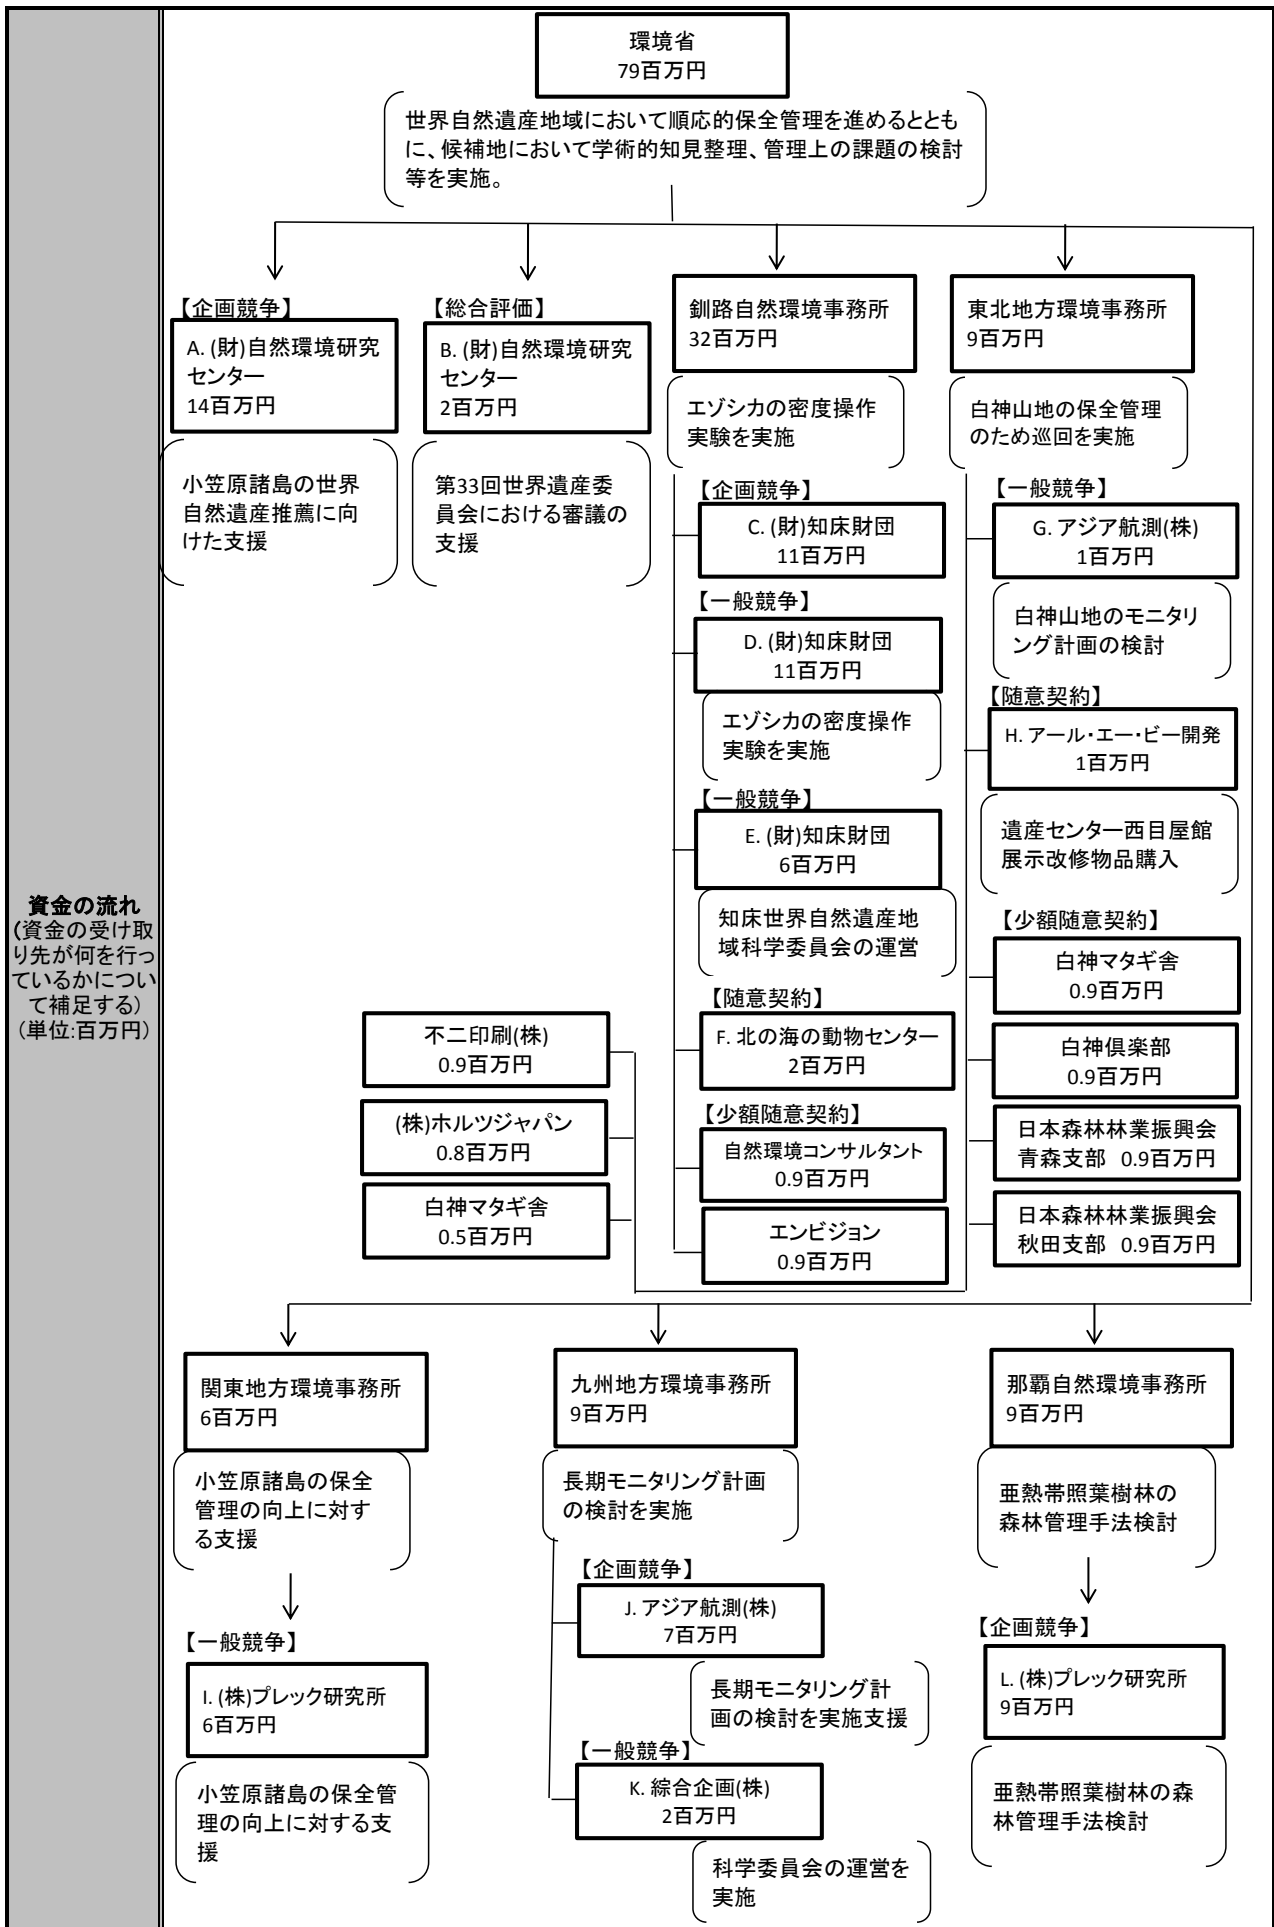 資金の流れ
(資金の受け取
り先が何を行っ
ているかについ
て補足する)
(単位:百万円)
環境省
79百万円
世界自然遺産地域において順応的保全管理を進めるととも
に、候補地において学術的知見整理、管理上の課題の検討
等を実施。
【企画競争】
A. (財)自然環境研究
センター
14百万円
小笠原諸島の世界
自然遺産推薦に向
けた支援
【総合評価】
B. (財)自然環境研究
センター
2百万円
第33回世界遺産委
員会における審議の
支援
釧路自然環境事務所
32百万円
エゾシカの密度操作
実験を実施
【企画競争】
C. (財)知床財団
11百万円
【一般競争】
D. (財)知床財団
11百万円
エゾシカの密度操作
実験を実施
【一般競争】
E. (財)知床財団
6百万円
知床世界自然遺産地
域科学委員会の運営
【随意契約】
F. 北の海の動物センター
2百万円
【少額随意契約】
自然環境コンサルタント
0.9百万円
エンビジョン
0.9百万円
東北地方環境事務所
9百万円
白神山地の保全管理
のため巡回を実施
【一般競争】
G. アジア航測(株)
1百万円
白神山地のモニタリ
ング計画の検討
【随意契約】
H. アール・エー・ビー開発
1百万円
遺産センター西目屋館
展示改修物品購入
【少額随意契約】
白神マタギ舎
0.9百万円
白神倶楽部
0.9百万円
日本森林林業振興会
青森支部 0.9百万円
日本森林林業振興会
秋田支部 0.9百万円
不二印刷(株)
0.9百万円
(株)ホルツジャパン
0.8百万円
白神マタギ舎
0.5百万円
関東地方環境事務所
6百万円
小笠原諸島の保全
管理の向上に対す
る支援
【一般競争】
I. (株)プレック研究所
6百万円
小笠原諸島の保全管
理の向上に対する支
援
九州地方環境事務所
9百万円
長期モニタリング計画
の検討を実施
【企画競争】
J. アジア航測(株)
7百万円
長期モニタリング計
画の検討を実施支援
【一般競争】
K. 綜合企画(株)
2百万円
科学委員会の運営を
実施
那覇自然環境事務所
9百万円
亜熱帯照葉樹林の
森林管理手法検討
【企画競争】
L. (株)プレック研究所
9百万円
亜熱帯照葉樹林の森
林管理手法検討